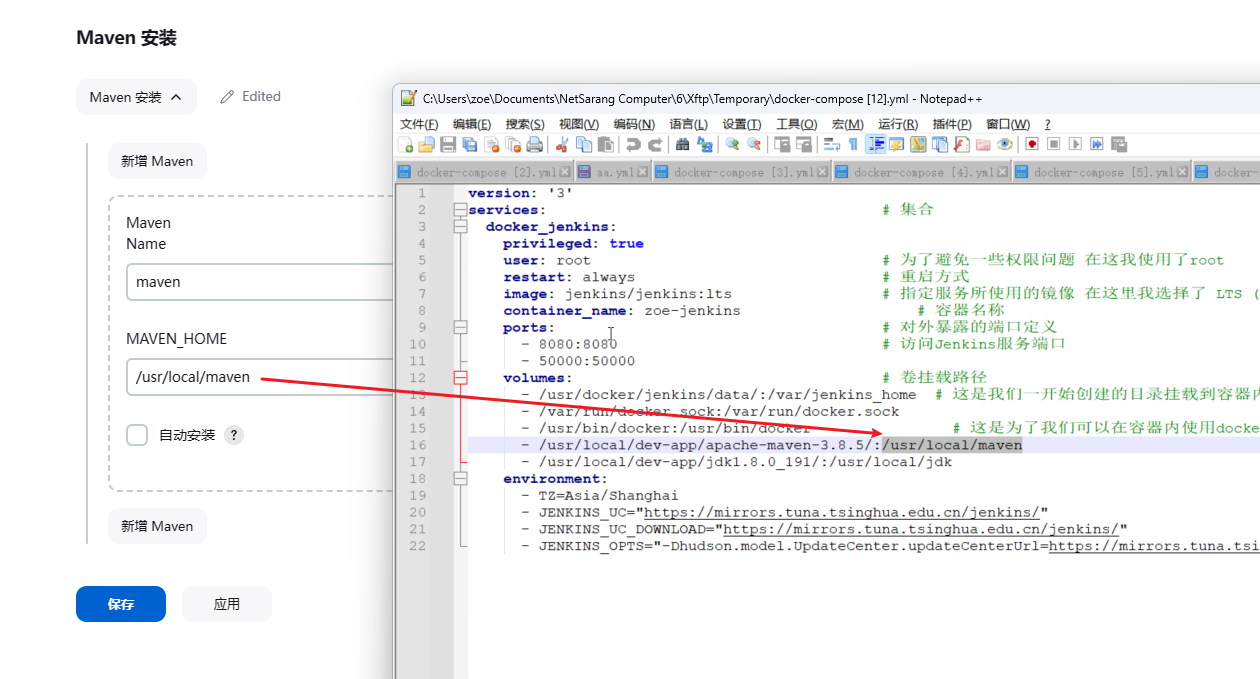 Maven 安装
Maven 安装
Edited
新增 Maven
Maven
Name
maven
MAVEN_HOME
/usr/local/maven
自动安装 ?
新增 Maven
保存
应用
C:\Users\zoe\Documents\NetSarang Computer\6\Xftp\Temporary\docker-compose [12].yml - Notepad++
文件(F) 编辑(E) 搜索(S) 视图(V) 编码(N) 语言(L) 设置(T) 工具(O) 宏(M) 运行(R) 插件(P) 窗口(W) ?
docker-compose [2].yml aa.yml docker-compose [3].yml docker-compose [4].yml docker-compose [5].yml docker-
1 version: '3'
2 services: # 集合
3 docker_jenkins:
4 privileged: true
5 user: root # 为了避免一些权限问题 在这我使用了root
6 restart: always # 重启方式
7 image: jenkins/jenkins:lts # 指定服务所使用的镜像 在这里我选择了 LTS (
8 container_name: zoe-jenkins # 容器名称
9 ports: # 对外暴露的端口定义
10 - 8080:8080 # 访问Jenkins服务端口
11 - 50000:50000
12 volumes: # 卷挂载路径
13 - /usr/docker/jenkins/data/:/var/jenkins_home # 这是我们一开始创建的目录挂载到容器内
14 - /var/run/docker.sock:/var/run/docker.sock
15 - /usr/bin/docker:/usr/bin/docker # 这是为了我们可以在容器内使用docke
16 - /usr/local/dev-app/apache-maven-3.8.5/:/usr/local/maven
17 - /usr/local/dev-app/jdk1.8.0_191/:/usr/local/jdk
18 environment:
19 - TZ=Asia/Shanghai
20 - JENKINS_UC="https://mirrors.tuna.tsinghua.edu.cn/jenkins/"
21 - JENKINS_UC_DOWNLOAD="https://mirrors.tuna.tsinghua.edu.cn/jenkins/"
22 - JENKINS_OPTS="-Dhudson.model.UpdateCenter.updateCenterUrl=https://mirrors.tuna.tsi